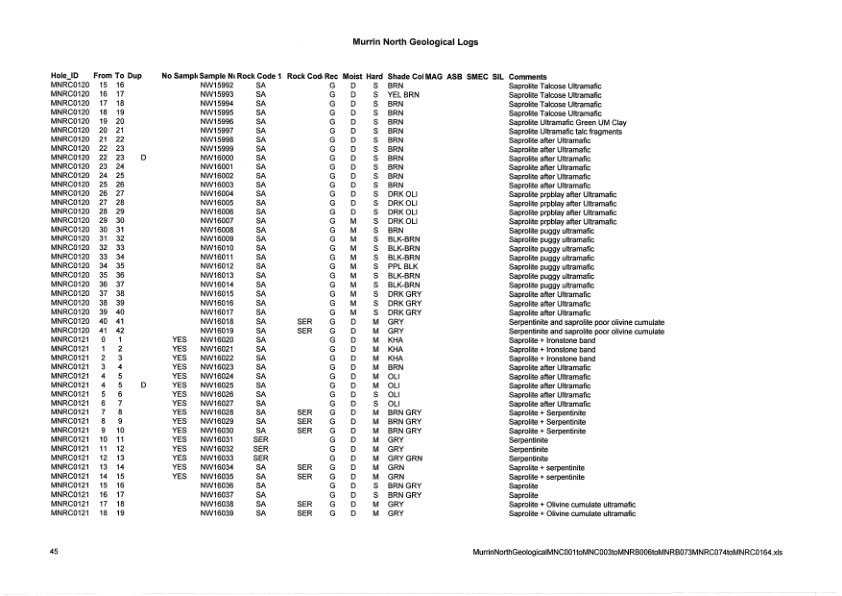 Murrin North Geological Logs
Hole_ID From To Dup No Sampl Sample N Rock Code 1 Rock Cod Rec Moist Hard Shade Col MAG ASB SMEC SIL Comments
MNRC0120 15 16 NW15992 SA G D S BRN Saprolite Talcose Ultramafic
MNRC0120 16 17 NW15993 SA G D S YEL BRN Saprolite Talcose Ultramafic
MNRC0120 17 18 NW15994 SA G D S BRN Saprolite Talcose Ultramafic
MNRC0120 18 19 NW15995 SA G D S BRN Saprolite Talcose Ultramafic
MNRC0120 19 20 NW15996 SA G D S BRN Saprolite Ultramafic Green UM Clay
MNRC0120 20 21 NW15997 SA G D S BRN Saprolite Ultramafic talc fragments
MNRC0120 21 22 NW15998 SA G D S BRN Saprolite after Ultramafic
MNRC0120 22 23 NW15999 SA G D S BRN Saprolite after Ultramafic
MNRC0120 22 23 D NW16000 SA G D S BRN Saprolite after Ultramafic
MNRC0120 23 24 NW16001 SA G D S BRN Saprolite after Ultramafic
MNRC0120 24 25 NW16002 SA G D S BRN Saprolite after Ultramafic
MNRC0120 25 26 NW16003 SA G D S BRN Saprolite after Ultramafic
MNRC0120 26 27 NW16004 SA G D S DRK OLI Saprolite prpblay after Ultramafic
MNRC0120 27 28 NW16005 SA G D S DRK OLI Saprolite prpblay after Ultramafic
MNRC0120 28 29 NW16006 SA G D S DRK OLI Saprolite prpblay after Ultramafic
MNRC0120 29 30 NW16007 SA G M S DRK OLI Saprolite prpblay after Ultramafic
MNRC0120 30 31 NW16008 SA G M S BRN Saprolite puggy ultramafic
MNRC0120 31 32 NW16009 SA G M S BLK-BRN Saprolite puggy ultramafic
MNRC0120 32 33 NW16010 SA G M S BLK-BRN Saprolite puggy ultramafic
MNRC0120 33 34 NW16011 SA G M S BLK-BRN Saprolite puggy ultramafic
MNRC0120 34 35 NW16012 SA G M S PPL BLK Saprolite puggy ultramafic
MNRC0120 35 36 NW16013 SA G M S BLK-BRN Saprolite puggy ultramafic
MNRC0120 36 37 NW16014 SA G M S BLK-BRN Saprolite puggy ultramafic
MNRC0120 37 38 NW16015 SA G M S DRK GRY Saprolite after Ultramafic
MNRC0120 38 39 NW16016 SA G M S DRK GRY Saprolite after Ultramafic
MNRC0120 39 40 NW16017 SA G M S DRK GRY Saprolite after Ultramafic
MNRC0120 40 41 NW16018 SA SER G D M GRY Serpentinite and saprolite poor olivine cumulate
MNRC0120 41 42 NW16019 SA SER G D M GRY Serpentinite and saprolite poor olivine cumulate
MNRC0121 0 1 YES NW16020 SA G D M KHA Saprolite + Ironstone band
MNRC0121 1 2 YES NW16021 SA G D M KHA Saprolite + Ironstone band
MNRC0121 2 3 YES NW16022 SA G D M KHA Saprolite + Ironstone band
MNRC0121 3 4 YES NW16023 SA G D M BRN Saprolite after Ultramafic
MNRC0121 4 5 YES NW16024 SA G D M OLI Saprolite after Ultramafic
MNRC0121 4 5 D YES NW16025 SA G D M OLI Saprolite after Ultramafic
MNRC0121 5 6 YES NW16026 SA G D S OLI Saprolite after Ultramafic
MNRC0121 6 7 YES NW16027 SA G D S OLI Saprolite after Ultramafic
MNRC0121 7 8 YES NW16028 SA SER G D M BRN GRY Saprolite + Serpentinite
MNRC0121 8 9 YES NW16029 SA SER G D M BRN GRY Saprolite + Serpentinite
MNRC0121 9 10 YES NW16030 SA SER G D M BRN GRY Saprolite + Serpentinite
MNRC0121 10 11 YES NW16031 SER G D M GRY Serpentinite
MNRC0121 11 12 YES NW16032 SER G D M GRY Serpentinite
MNRC0121 12 13 YES NW16033 SER G D M GRY GRN Serpentinite
MNRC0121 13 14 YES NW16034 SA SER G D M GRN Saprolite + serpentinite
MNRC0121 14 15 YES NW16035 SA SER G D M GRN Saprolite + serpentinite
MNRC0121 15 16 NW16036 SA G D S BRN GRY Saprolite
MNRC0121 16 17 NW16037 SA G D S BRN GRY Saprolite
MNRC0121 17 18 NW16038 SA SER G D M GRY Saprolite + Olivine cumulate ultramafic
MNRC0121 18 19 NW16039 SA SER G D M GRY Saprolite + Olivine cumulate ultramafic
45 MurrinNorthGeologicalMNC001toMNC003toMNRB006toMNRB073MNRC074toMNRC0164.xls